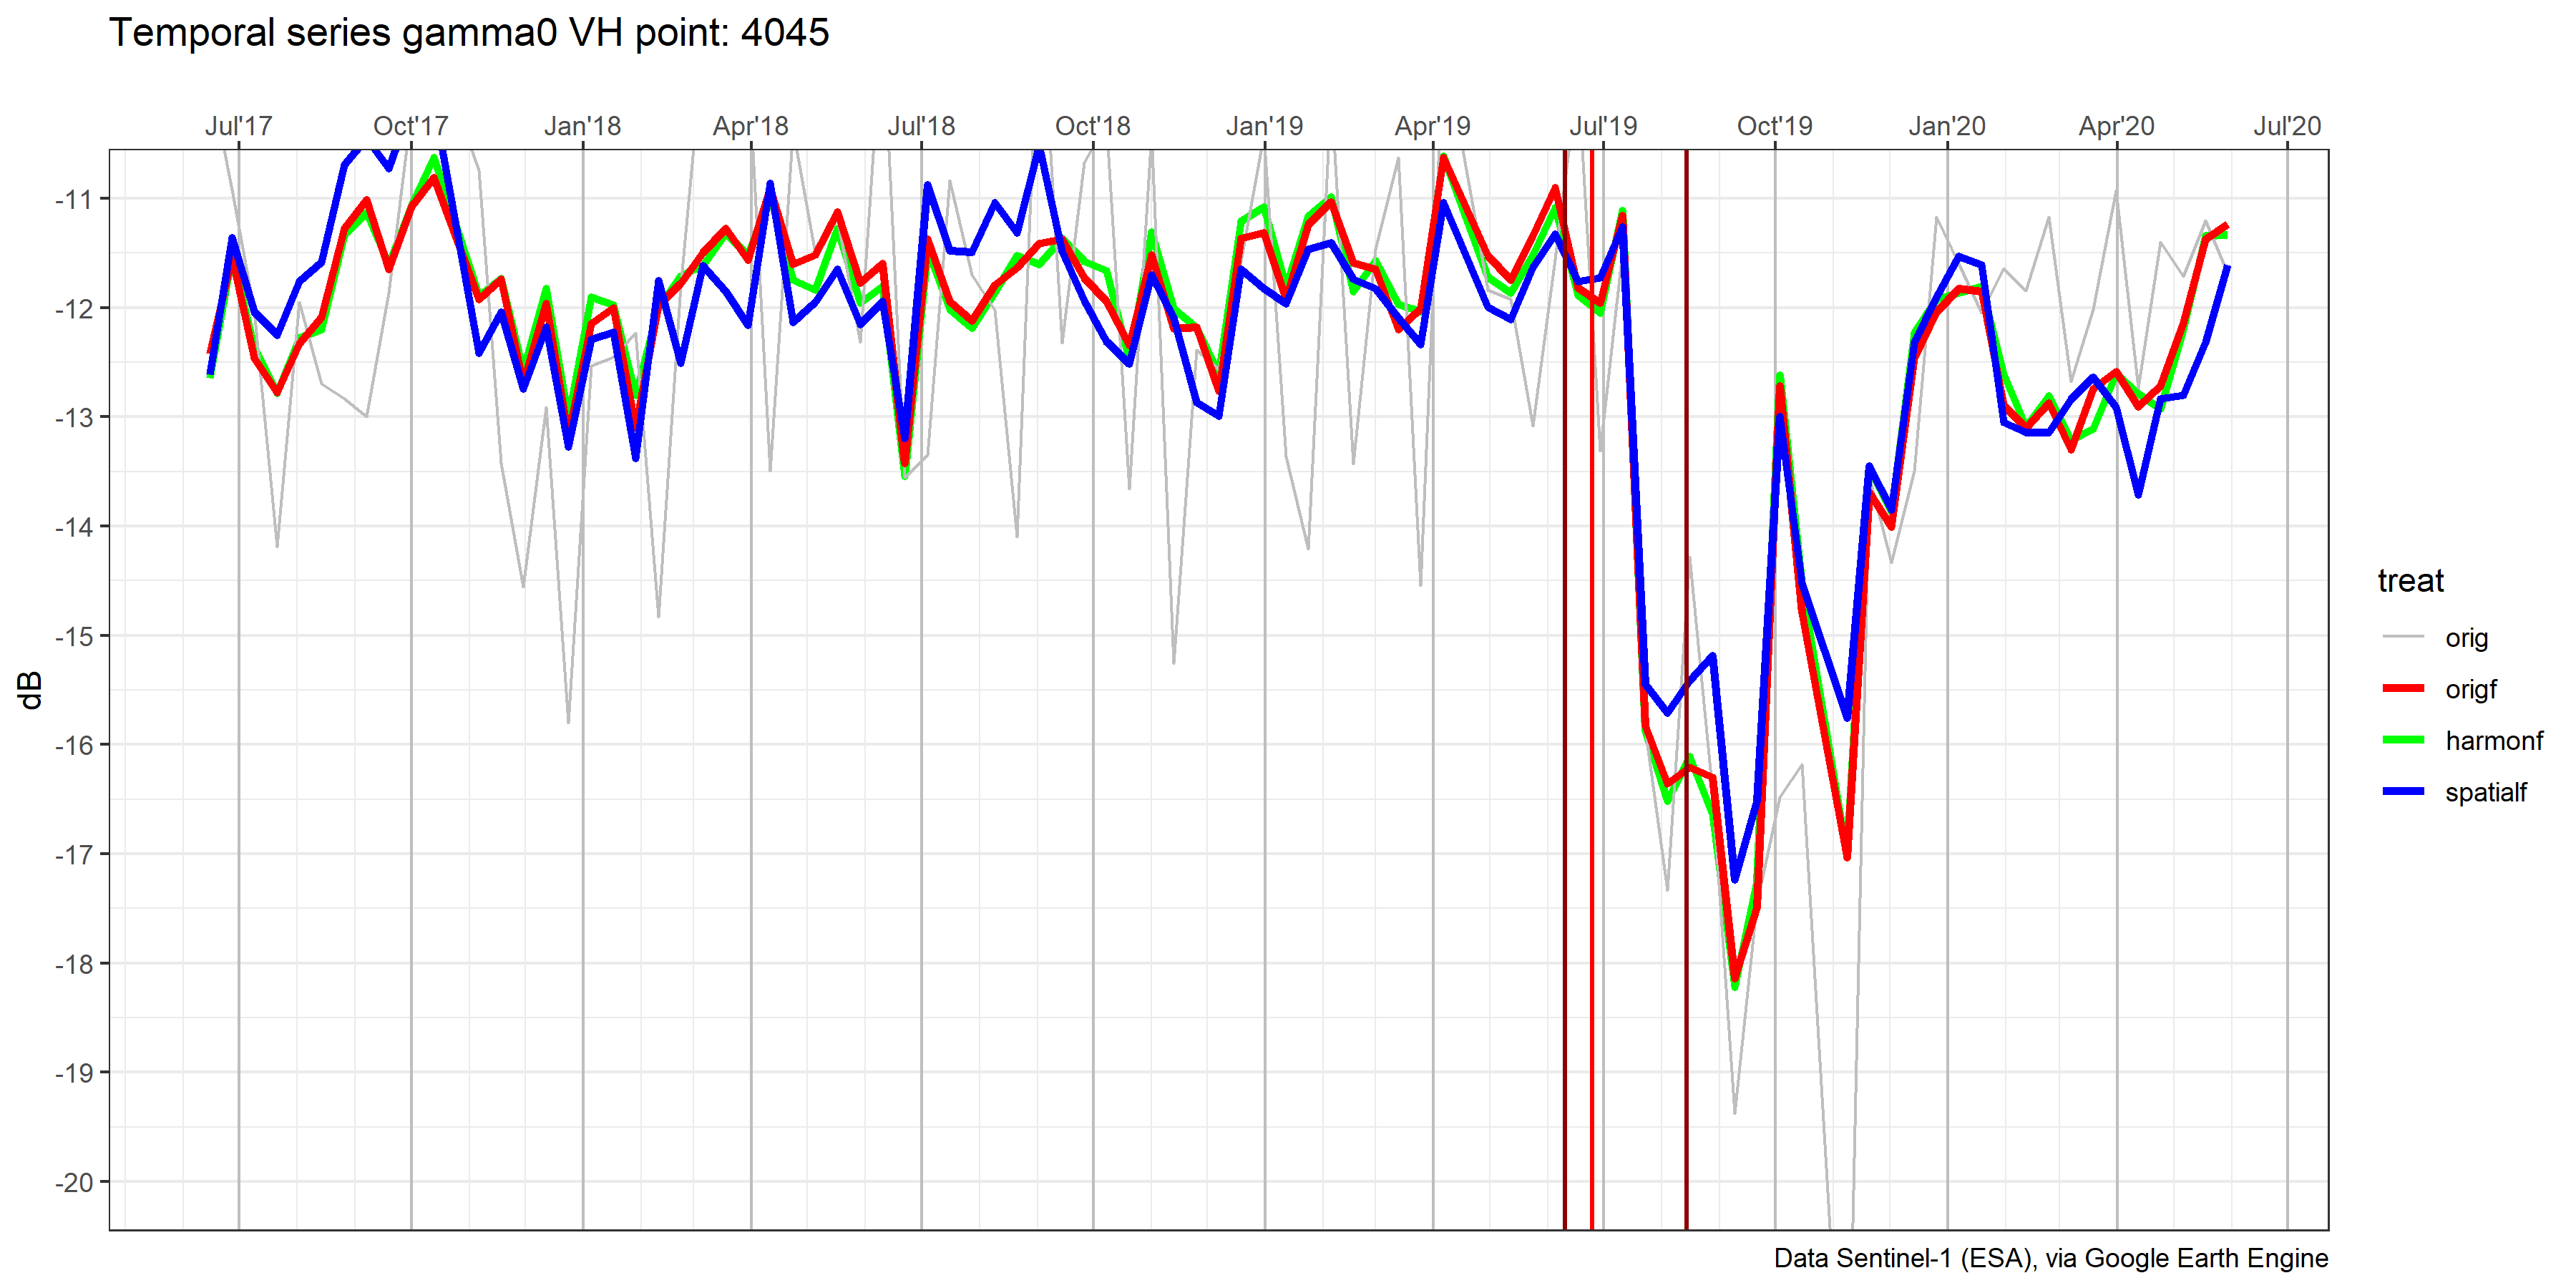 Temporal series gamma0 VH point: 4045
Jul'17 Oct'17 Jan'18 Apr'18 Jul'18 Oct'18 Jan'19 Apr'19 Jul'19 Oct'19 Jan'20 Apr'20 Jul'20
-11
-12
-13
-14
-15
-16
-17
-18
-19
-20
dB
treat
orig
origf
harmonf
spatialf
Data Sentinel-1 (ESA), via Google Earth Engine